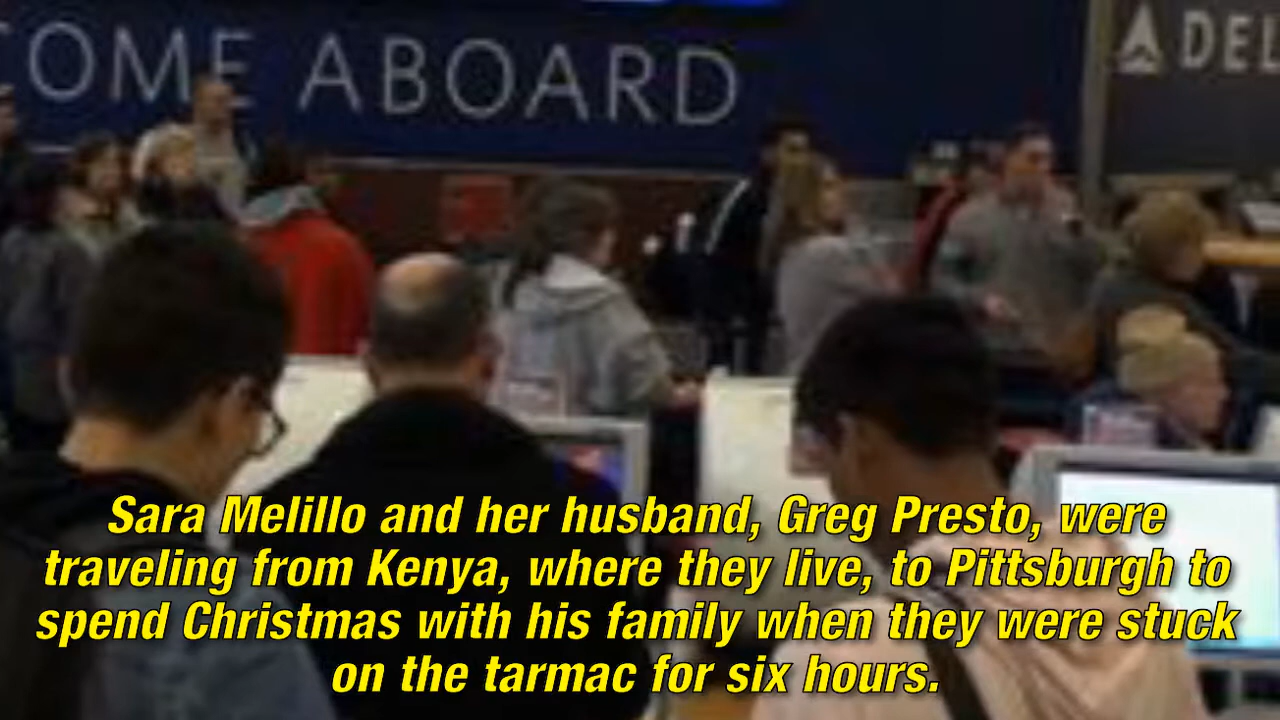 COME ABOARD
DEL
Sara Melillo and her husband, Greg Presto, were
traveling from Kenya, where they live, to Pittsburgh to
spend Christmas with his family when they were stuck
on the tarmac for six hours.